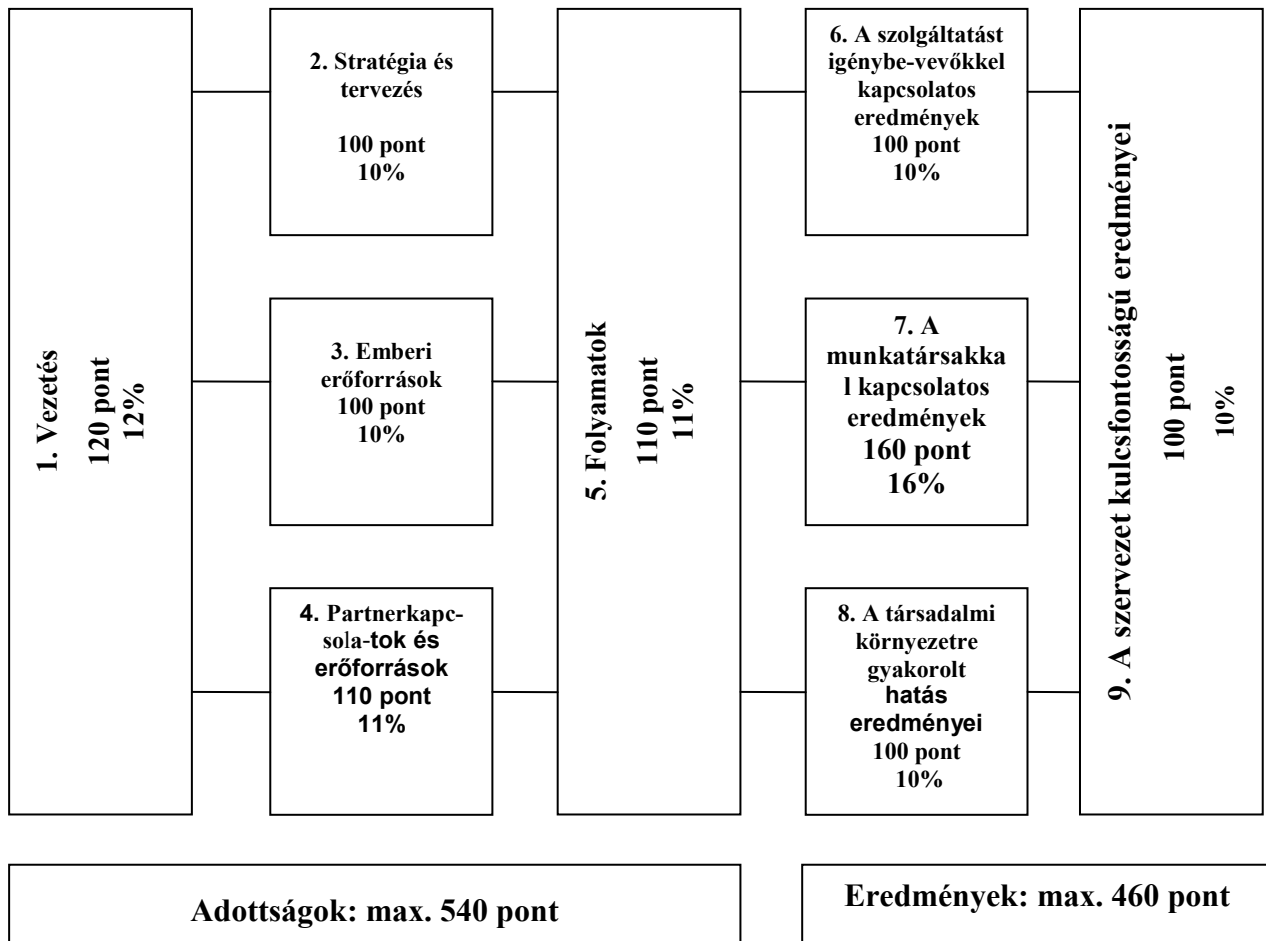 1. Vezetés
120 pont
12%
2. Stratégia és
tervezés
100 pont
10%
3. Emberi
erőforrások
100 pont
10%
4. Partnerkapc-
sola-tok és
erőforrások
110 pont
11%
5. Folyamatok
110 pont
11%
6. A szolgáltatást
igénybe-vevőkkel
kapcsolatos
eredmények
100 pont
10%
7. A
munkatársakka
l kapcsolatos
eredmények
160 pont
16%
8. A társadalmi
környezetre
gyakorolt
hatás
eredményei
100 pont
10%
9. A szervezet kulcsfontosságú eredményei
100 pont
10%
Adottságok: max. 540 pont
Eredmények: max. 460 pont